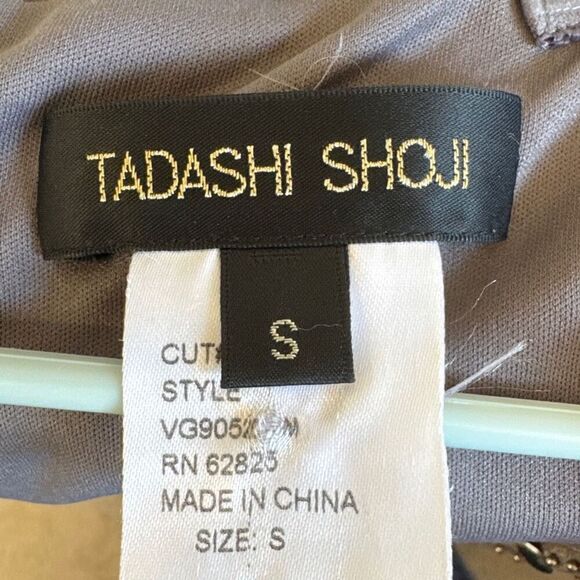 TADASHI SHOJI
S
CUT#
STYLE
RN 62825
MADE IN CHINA
SIZE: S